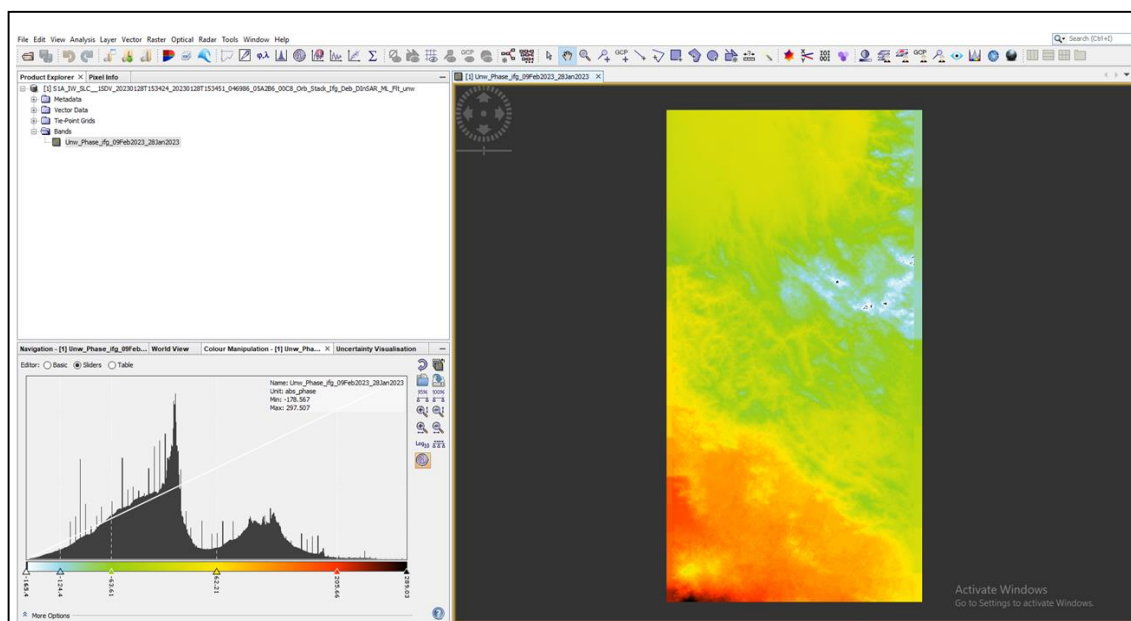 File Edit View Analysis Layer Vector Raster Optical Radar Tools Window Help
Search (Ctrl+I)
Product Explorer X Pixel Info
[1] Unw_Phase_ifg_09Feb2023_28Jan2023 X
[1] S1A_IW_SLC__1SDV_20230128T153424_20230128T153451_046986_05A2B6_00C8_Orb_Stack_Ifg_Deb_DInSAR_ML_Flt_unw
Metadata
Vector Data
Tie-Point Grids
Bands
Unw_Phase_ifg_09Feb2023_28Jan2023
Navigation - [1] Unw_Phase_ifg_09Feb... World View Colour Manipulation - [1] Unw_Pha... X Uncertainty Visualisation
Editor: Basic Sliders Table
Name: Unw_Phase_ifg_09Feb2023_28Jan2023
Unit: abs_phase
Min: -178.567
Max: 297.507
95% 100%
Log10
-165.4 -124.4 -63.61 62.21 205.66 289.03
More Options
Activate Windows
Go to Settings to activate Windows.